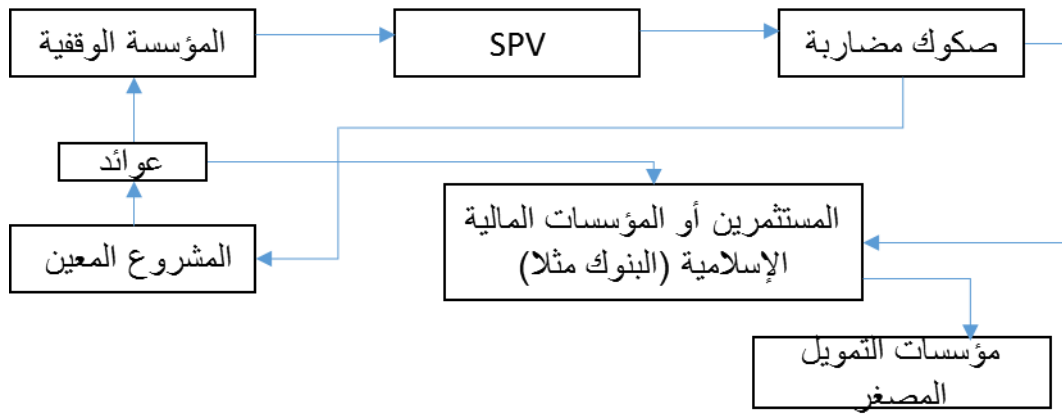 المؤسسة الوقفية
SPV
صكوك مضاربة
عوائد
المشروع المعين
المستثمرين أو المؤسسات المالية
الإسلامية (البنوك مثلا)
مؤسسات التمويل
المصغر